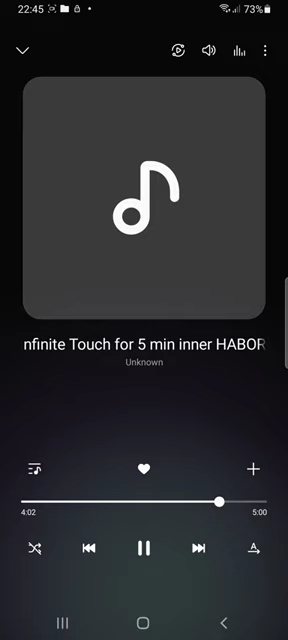 22:45 73%
nfinite Touch for 5 min inner HABOR
Unknown
4:02 5:00
A